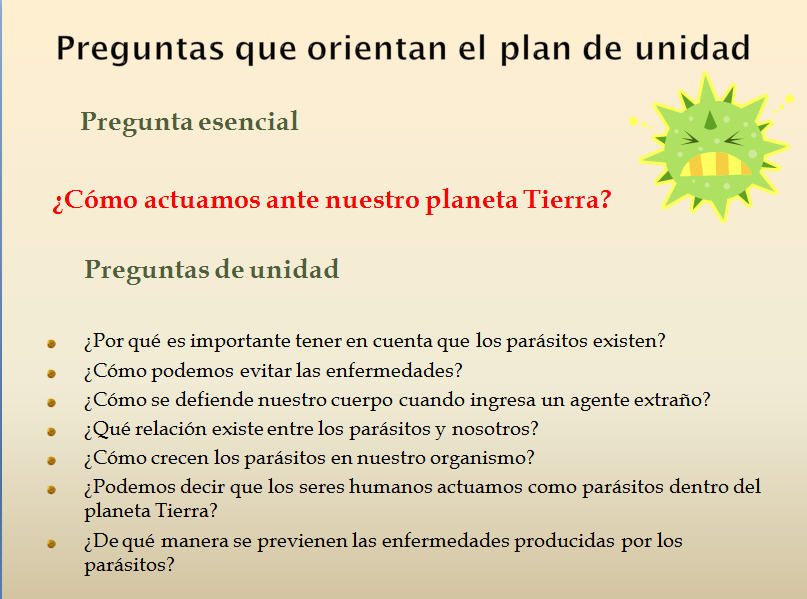 Preguntas que orientan el plan de unidad
Pregunta esencial
¿Cómo actuamos ante nuestro planeta Tierra?
Preguntas de unidad
¿Por qué es importante tener en cuenta que los parásitos existen?
¿Cómo podemos evitar las enfermedades?
¿Cómo se defiende nuestro cuerpo cuando ingresa un agente extraño?
¿Qué relación existe entre los parásitos y nosotros?
¿Cómo crecen los parásitos en nuestro organismo?
¿Podemos decir que los seres humanos actuamos como parásitos dentro del
planeta Tierra?
¿De qué manera se previenen las enfermedades producidas por los
parásitos?